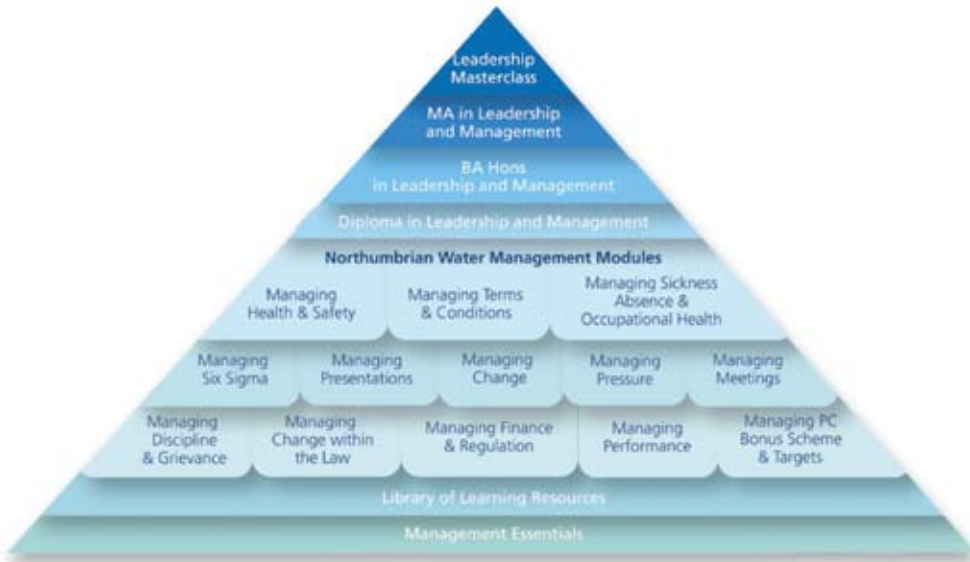 Leadership
Masterclass
MA in Leadership
and Management
BA Hons
in Leadership and Management
Diploma in Leadership and Management
Northumbrian Water Management Modules
Managing
Health & Safety
Managing Terms
& Conditions
Managing Sickness
Absence &
Occupational Health
Managing
Six Sigma
Managing
Presentations
Managing
Change
Managing
Pressure
Managing
Meetings
Managing
Discipline
& Grievance
Managing
Change within
the Law
Managing Finance
& Regulation
Managing
Performance
Managing PC
Bonus Scheme
& Targets
Library of Learning Resources
Management Essentials